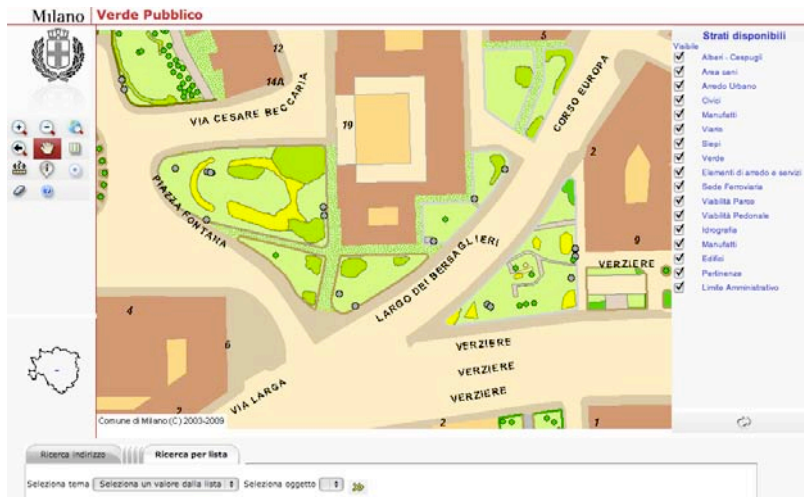 Milano
Verde Pubblico
Strati disponibili
Visibile
Alberi - Cespugli
Area cani
Arredo Urbano
Civici
Manufatti
Viario
Siepi
Verde
Elementi di arredo e servizi
Sede Ferroviaria
Viabilità Parco
Viabilità Pedonale
Idrografia
Manufatti
Edifici
Pertinenze
Limite Amministrativo
12
14A
5
VIA CESARE BECCARIA
19
CORSO EUROPA
2
PIAZZA FONTANA
9
LARGO DEI BERSAGLIERI
VERZIERE
4
6
VERZIERE
VERZIERE
VERZIERE
VIA LARGA
2
2
1
Comune di Milano (C) 2003-2009
Ricerca indirizzo
Ricerca per lista
Seleziona tema
Seleziona un valore dalla lista
Seleziona oggetto